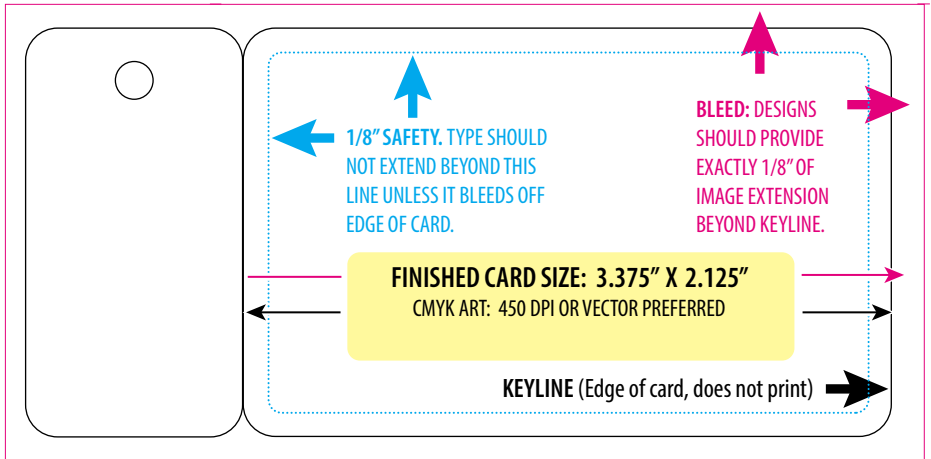 1/8” SAFETY. TYPE SHOULD
NOT EXTEND BEYOND THIS
LINE UNLESS IT BLEEDS OFF
EDGE OF CARD.
BLEED: DESIGNS
SHOULD PROVIDE
EXACTLY 1/8” OF
IMAGE EXTENSION
BEYOND KEYLINE.
FINISHED CARD SIZE: 3.375” X 2.125”
CMYK ART: 450 DPI OR VECTOR PREFERRED
KEYLINE (Edge of card, does not print)